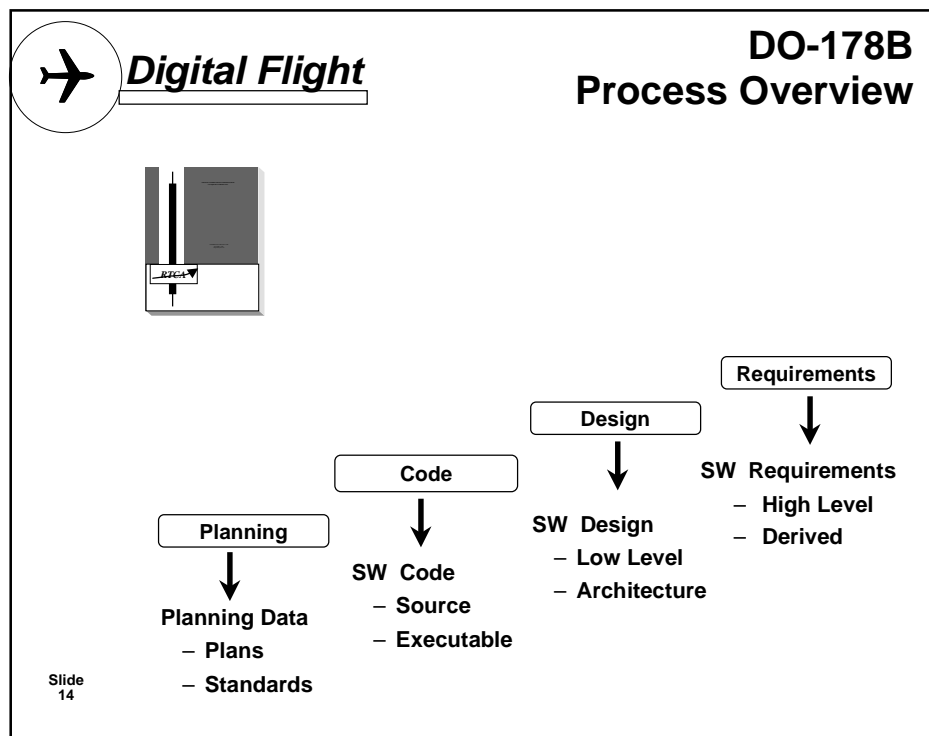 Digital Flight
DO-178B
Process Overview
RTCA
Requirements
Design
Code
Planning
SW Requirements
– High Level
– Derived
SW Design
– Low Level
– Architecture
SW Code
– Source
– Executable
Planning Data
– Plans
– Standards
Slide
14